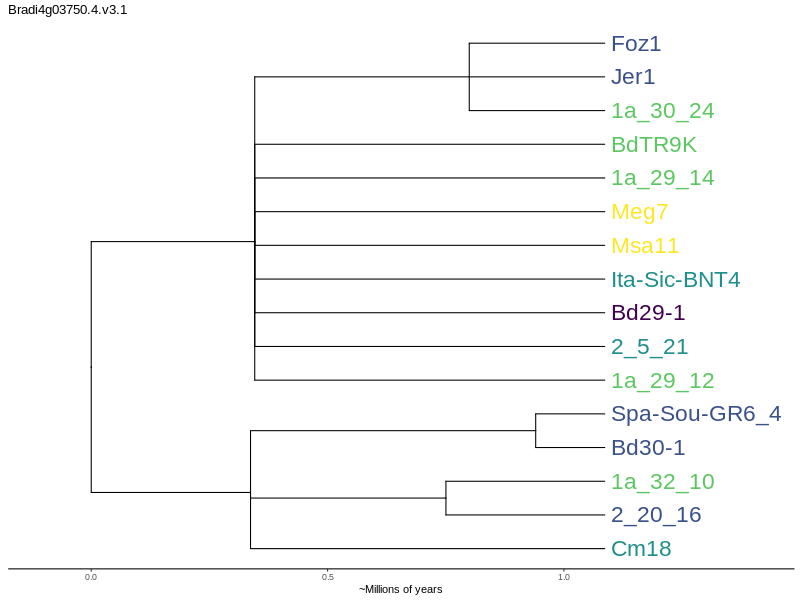 Bradi4g03750.4.v3.1
Foz1
Jer1
1a_30_24
BdTR9K
1a_29_14
Meg7
Msa11
Ita-Sic-BNT4
Bd29-1
2_5_21
1a_29_12
Spa-Sou-GR6_4
Bd30-1
1a_32_10
2_20_16
Cm18
0.0 0.5 1.0
~Millions of years